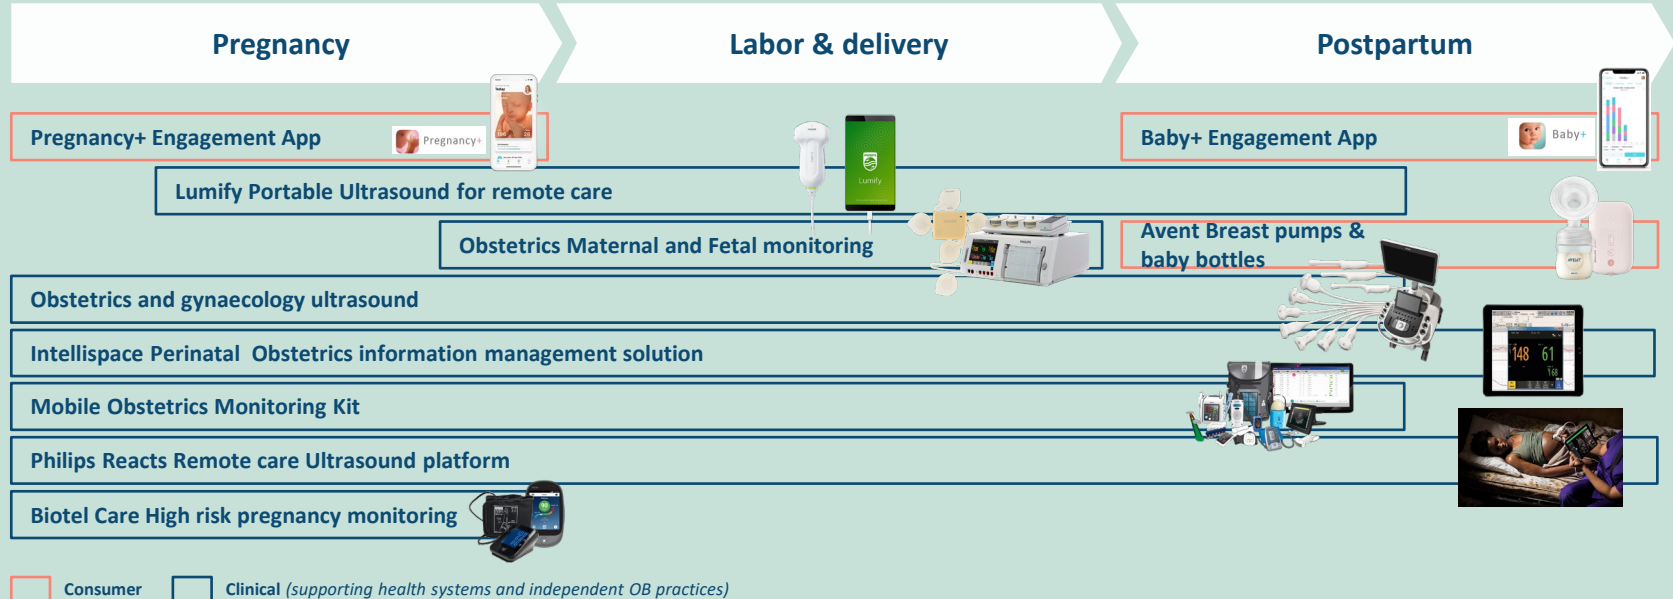 Pregnancy
Labor & delivery
Postpartum
Pregnancy+ Engagement App
Pregnancy+
Baby+ Engagement App
Baby+
Lumify Portable Ultrasound for remote care
Lumify
Obstetrics Maternal and Fetal monitoring
Avent Breast pumps &
baby bottles
Obstetrics and gynaecology ultrasound
Intellispace Perinatal  Obstetrics information management solution
148 61
68
Mobile Obstetrics Monitoring Kit
Philips Reacts Remote care Ultrasound platform
Biotel Care High risk pregnancy monitoring
Consumer
Clinical (supporting health systems and independent OB practices)